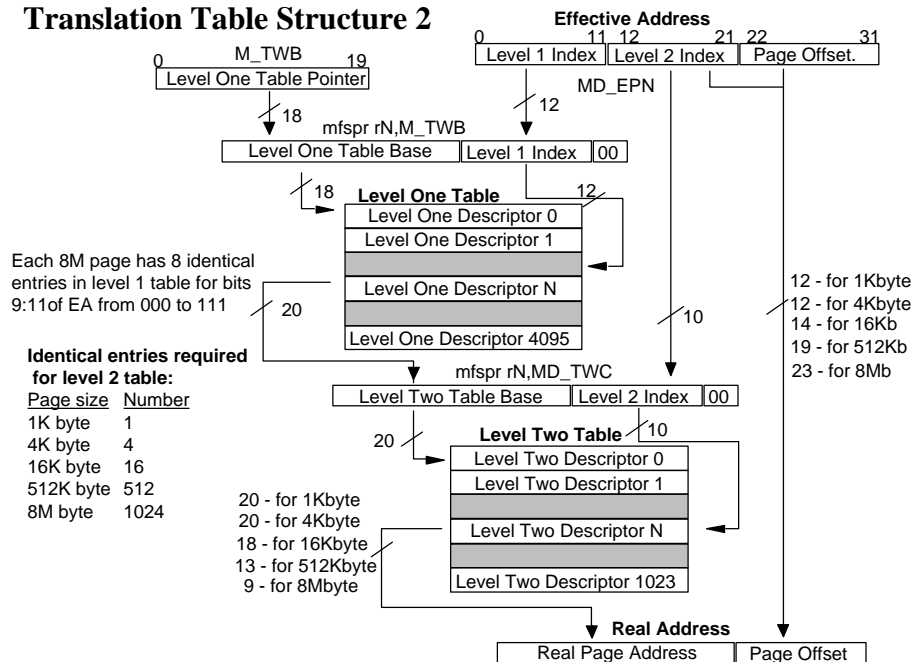 Translation Table Structure 2
Effective Address
0 11 12 21 22 31
Level 1 Index Level 2 Index Page Offset.
M_TWB
0 19
Level One Table Pointer
MD_EPN
18
12
mfspr rN,M_TWB
Level One Table Base Level 1 Index 00
18
12
Level One Table
Level One Descriptor 0
Level One Descriptor 1
Level One Descriptor N
Level One Descriptor 4095
Each 8M page has 8 identical
entries in level 1 table for bits
9:11of EA from 000 to 111
20
10
12 - for 1Kbyte
12 - for 4Kbyte
14 - for 16Kb
19 - for 512Kb
23 - for 8Mb
Identical entries required
for level 2 table:
Page size Number
1K byte 1
4K byte 4
16K byte 16
512K byte 512
8M byte 1024
mfspr rN,MD_TWC
Level Two Table Base Level 2 Index 00
20
10
Level Two Table
Level Two Descriptor 0
Level Two Descriptor 1
Level Two Descriptor N
Level Two Descriptor 1023
20 - for 1Kbyte
20 - for 4Kbyte
18 - for 16Kbyte
13 - for 512Kbyte
9 - for 8Mbyte
Real Address
Real Page Address Page Offset